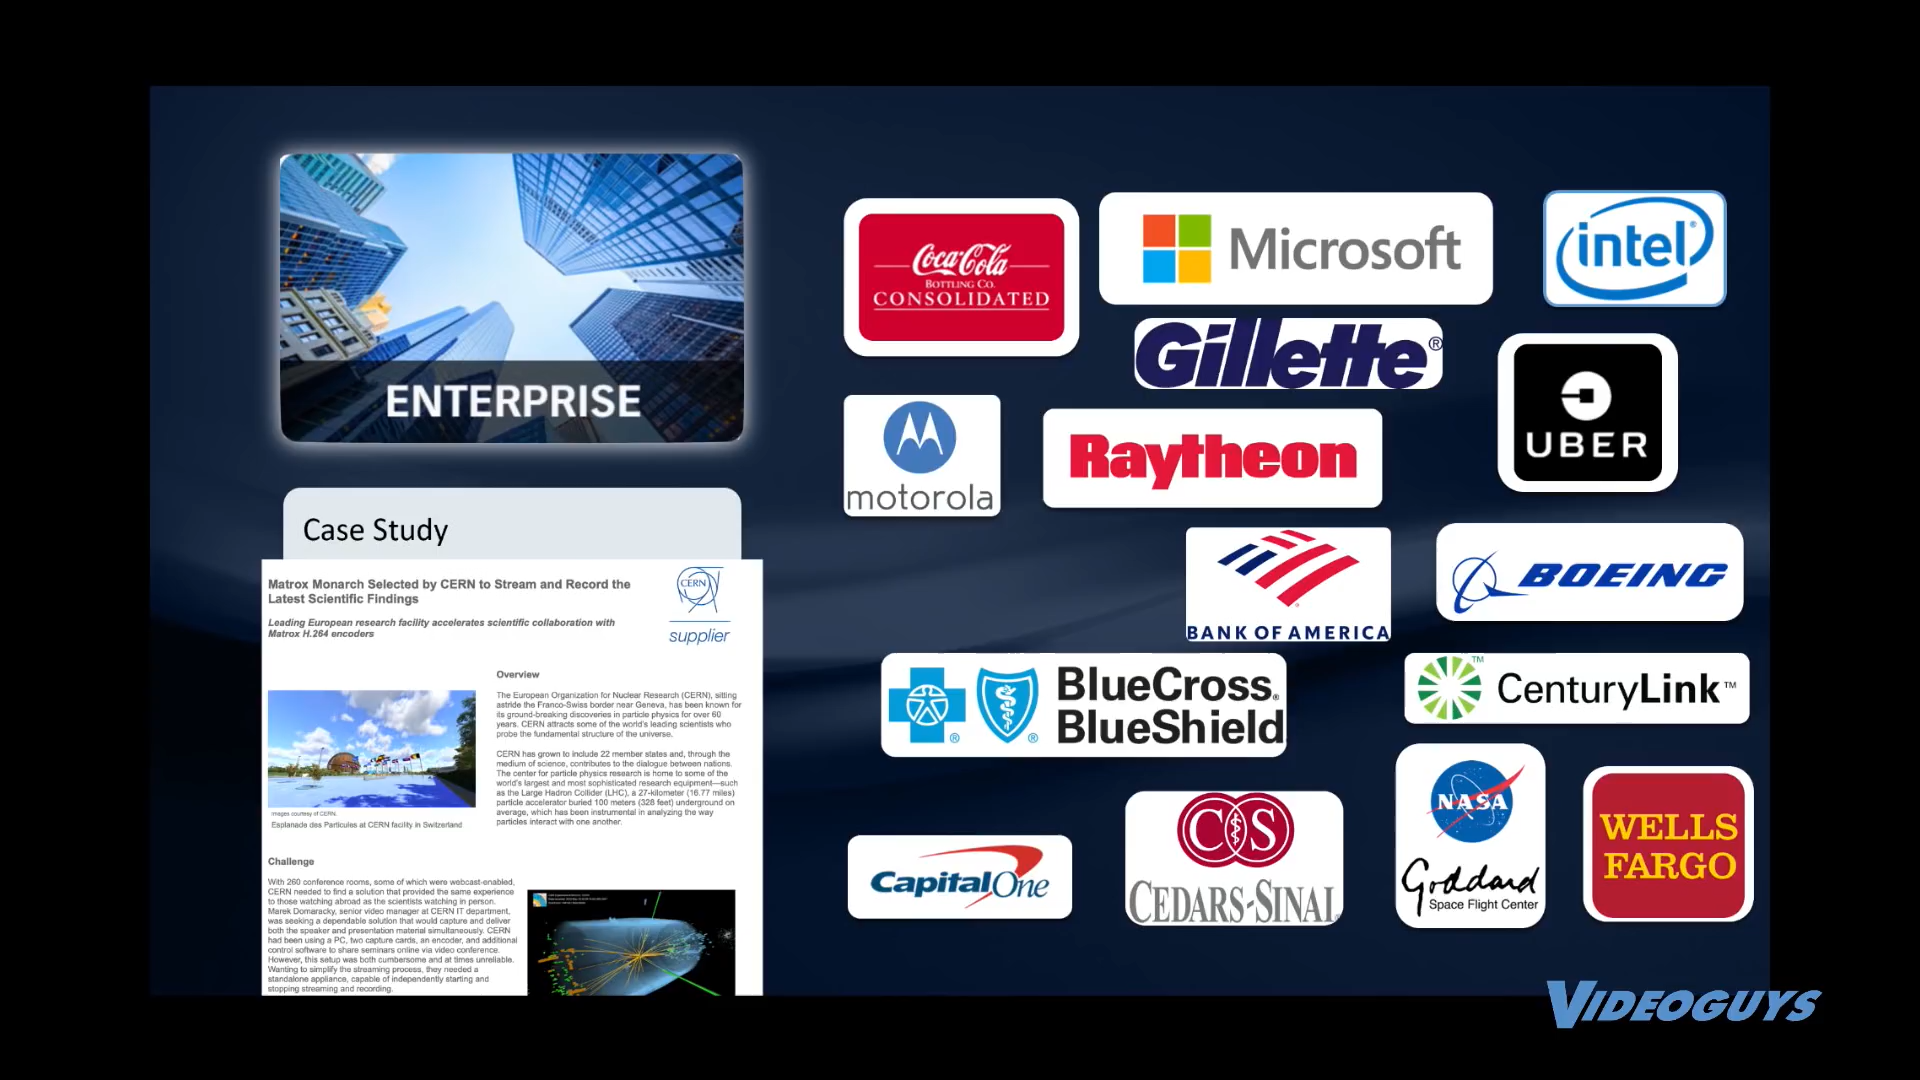 ENTERPRISE
Case Study
Matrox Monarch Selected by CERN to Stream and Record the
Latest Scientific Findings
Leading European research facility accelerates scientific collaboration with
Matrox H.264 encoders
CERN
supplier
Overview
The European Organization for Nuclear Research (CERN), sitting
astride the Franco-Swiss border near Geneva, has been known for
its ground-breaking discoveries in particle physics for over 60
years. CERN attracts some of the world's leading scientists who
probe the fundamental structure of the universe.
CERN has grown to include 22 member states and, through the
medium of science, contributes to the dialogue between nations.
The center for particle physics research is home to some of the
world's largest and most sophisticated research equipment—such
as the Large Hadron Collider (LHC), a 27-kilometer (16.77 miles)
particle accelerator buried 100 meters (328 feet) underground on
average, which has been instrumental in analyzing the way
particles interact with one another.
Images courtesy of CERN.
Esplanade des Particules at CERN facility in Switzerland
Challenge
With 260 conference rooms, some of which were webcast-enabled,
CERN needed to find a solution that provided the same experience
to those watching abroad as the scientists watching in person.
Marek Domaracky, senior video manager at CERN IT department,
was seeking a dependable solution that would capture and deliver
both the speaker and presentation material simultaneously. CERN
had been using a PC, two capture cards, an encoder, and additional
control software to share seminars online via video conference.
However, this setup was both cumbersome and at times unreliable.
Wanting to simplify the streaming process, they needed a
standalone appliance, capable of independently starting and
stopping streaming and recording.
Coca-Cola
BOTTLING CO.
CONSOLIDATED
Microsoft
intel®
Gillette®
UBER
motorola
Raytheon
BANK OF AMERICA
BOEING
BlueCross®
BlueShield
® ®
CenturyLink™
TM
CapitalOne
CS
CEDARS-SINAI
NASA
Goddard
Space Flight Center
WELLS
FARGO
VIDEOGUYS